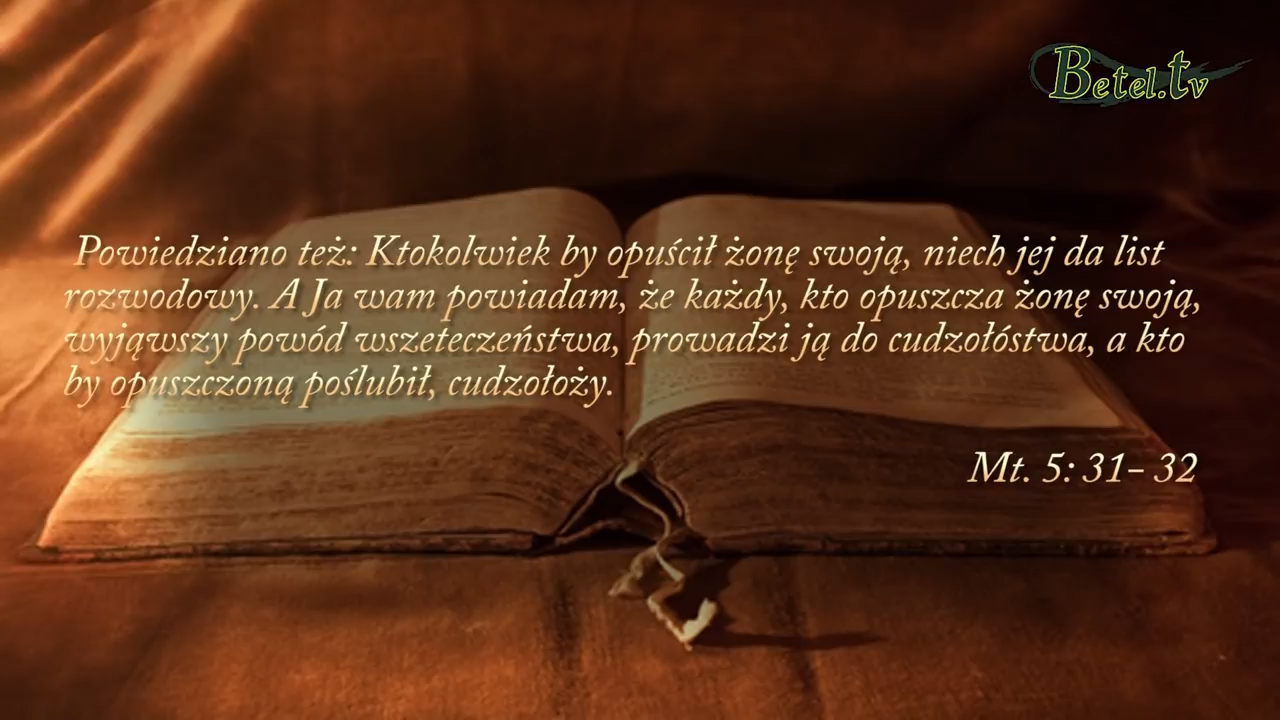 Betel.tv
Powiedziano też: Ktokolwiek by opuścił żonę swoją, niech jej da list
rozwodowy. A Ja wam powiadam, że każdy, kto opuszcza żonę swoją,
wyjąwszy powód wszeteczeństwa, prowadzi ją do cudzołóstwa, a kto
by opuszczoną poślubił, cudzołoży.
Mt. 5: 31- 32